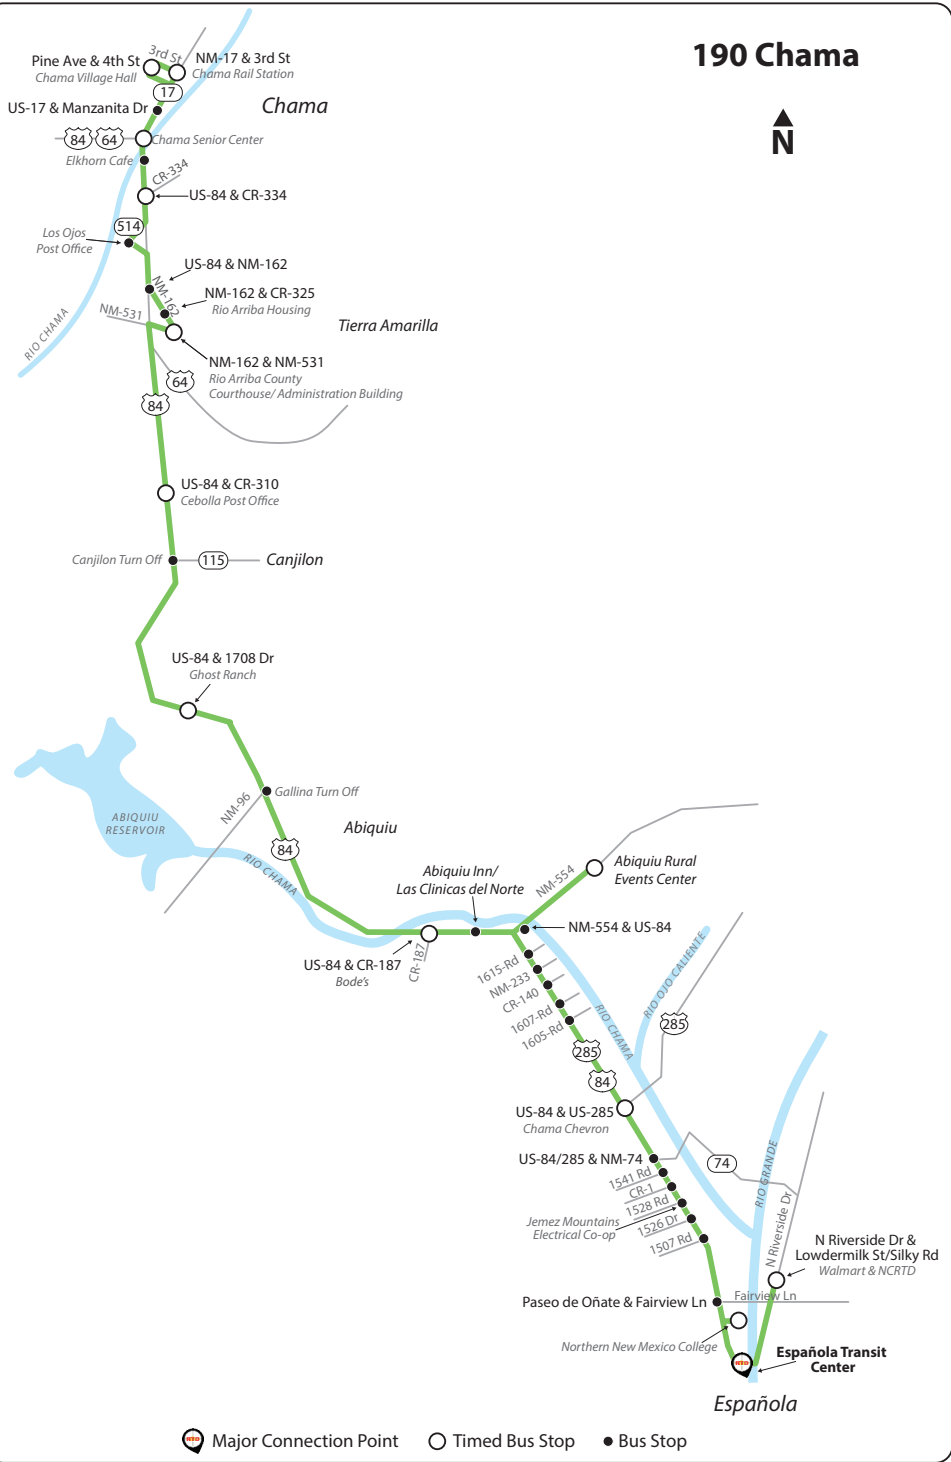 190 Chama
N
3rd St
Pine Ave & 4th St
Chama Village Hall
NM-17 & 3rd St
Chama Rail Station
17
US-17 & Manzanita Dr
Chama
84
64
Chama Senior Center
Elkhorn Cafe
CR-334
US-84 & CR-334
514
Los Ojos
Post Office
US-84 & NM-162
NM-162
NM-162 & CR-325
Rio Arriba Housing
NM-531
RIO CHAMA
Tierra Amarilla
NM-162 & NM-531
Rio Arriba County
Courthouse/ Administration Building
64
84
US-84 & CR-310
Cebolla Post Office
Canjilon Turn Off
115
Canjilon
US-84 & 1708 Dr
Ghost Ranch
Gallina Turn Off
NM-96
ABIQUIU
RESERVOIR
Abiquiu
84
RIO CHAMA
Abiquiu Inn/
Las Clinicas del Norte
NM-554
Abiquiu Rural
Events Center
NM-554 & US-84
US-84 & CR-187
Bode's
CR-187
1615-Rd
NM-233
CR-140
1607-Rd
1605-Rd
RIO CHAMA
RIO OJO CALIENTE
285
285
84
US-84 & US-285
Chama Chevron
US-84/285 & NM-74
74
1541 Rd
CR-1
1528 Rd
Jemez Mountains
Electrical Co-op
1526 Dr
1507 Rd
RIO GRANDE
N Riverside Dr
N Riverside Dr &
Lowdermilk St/Silky Rd
Walmart & NCRTD
Paseo de Oñate & Fairview Ln
Fairview Ln
Northern New Mexico College
RTD
Española Transit
Center
Española
RTD
Major Connection Point
Timed Bus Stop
Bus Stop